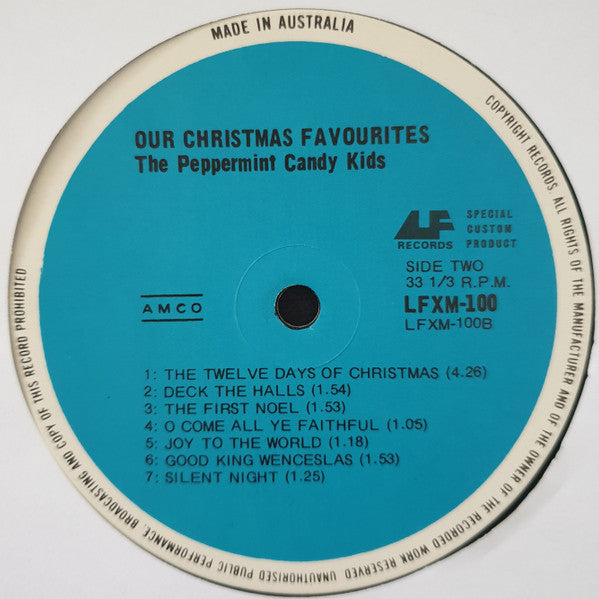 MADE IN AUSTRALIA
COPYRIGHT RECORDS. ALL RIGHTS OF THE MANUFACTURER AND OF THE OWNER OF THE RECORDED WORK RESERVED. UNAUTHORISED PUBLIC PERFORMANCE, BROADCASTING AND COPY OF THIS RECORD PROHIBITED
OUR CHRISTMAS FAVOURITES
The Peppermint Candy Kids
LF RECORDS
SPECIAL
CUSTOM
PRODUCT
SIDE TWO
33 1/3 R.P.M.
LFXM-100
LFXM-100B
AMCO
1: THE TWELVE DAYS OF CHRISTMAS (4.26)
2: DECK THE HALLS (1.54)
3: THE FIRST NOEL (1.53)
4: O COME ALL YE FAITHFUL (1.05)
5: JOY TO THE WORLD (1.18)
6: GOOD KING WENCESLAS (1.53)
7: SILENT NIGHT (1.25)